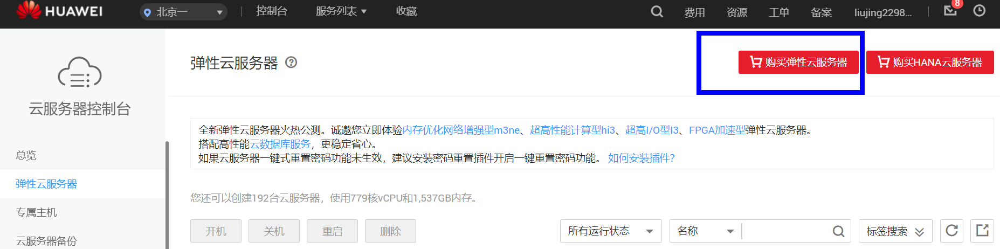 HUAWEI 北京一 控制台 服务列表 收藏 费用 资源 工单 备案 liujing2298... 8
弹性云服务器 ? 购买弹性云服务器 购买HANA云服务器
云服务器控制台
全新弹性云服务器火热公测。诚邀您立即体验内存优化网络增强型m3ne、超高性能计算型hi3、超高I/O型I3、FPGA加速型弹性云服务器。
搭配高性能云数据库服务，更稳定省心。
如果云服务器一键式重置密码功能未生效，建议安装密码重置插件开启一键重置密码功能。 如何安装插件?
总览
弹性云服务器
专属主机
云服务器备份
您还可以创建192台云服务器，使用779核vCPU和1,537GB内存。
开机 关机 重启 删除 所有运行状态 名称 标签搜索